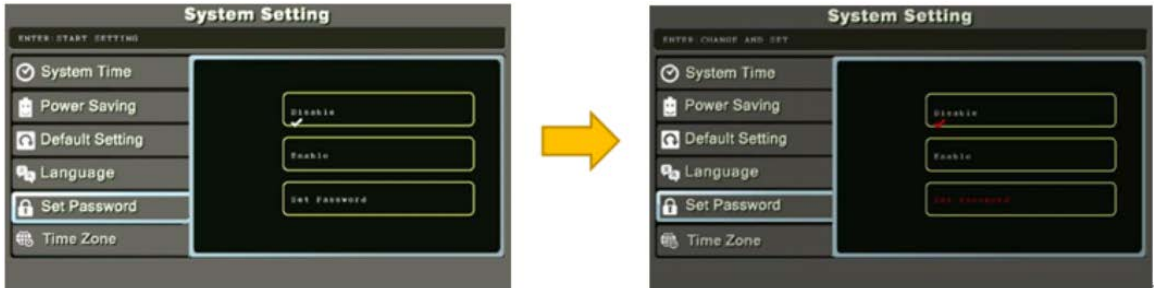 System Setting
ENTER:START SETTING
System Time
Power Saving
Default Setting
Language
Set Password
Time Zone
Disable
Enable
Set Password
System Setting
ENTER:CHANGE AND SET
System Time
Power Saving
Default Setting
Language
Set Password
Time Zone
Disable
Enable
Set Password